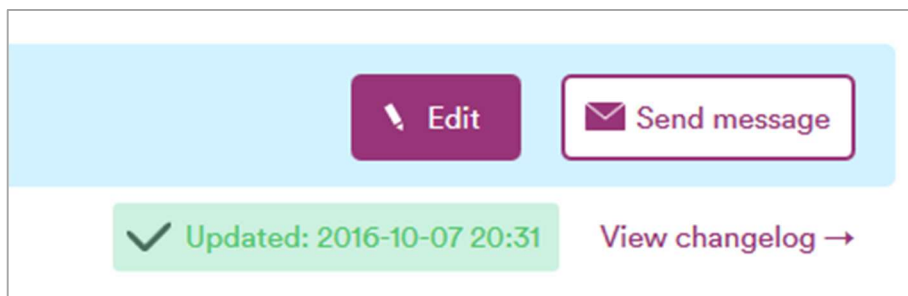 Edit
Send message
Updated: 2016-10-07 20:31
View changelog →